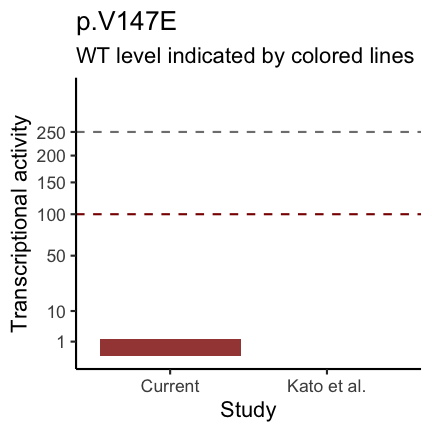 p.V147E
WT level indicated by colored lines
Transcriptional activity
250
200
150
100
50
10
1
Current
Kato et al.
Study